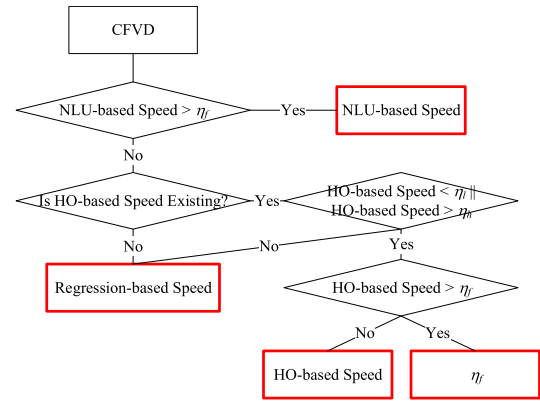 CFVD
NLU-based Speed > ηf
Yes
NLU-based Speed
No
Is HO-based Speed Existing?
Yes
HO-based Speed < ηl ||
HO-based Speed > ηh
No
No
Yes
Regression-based Speed
HO-based Speed > ηf
No
Yes
HO-based Speed
ηf